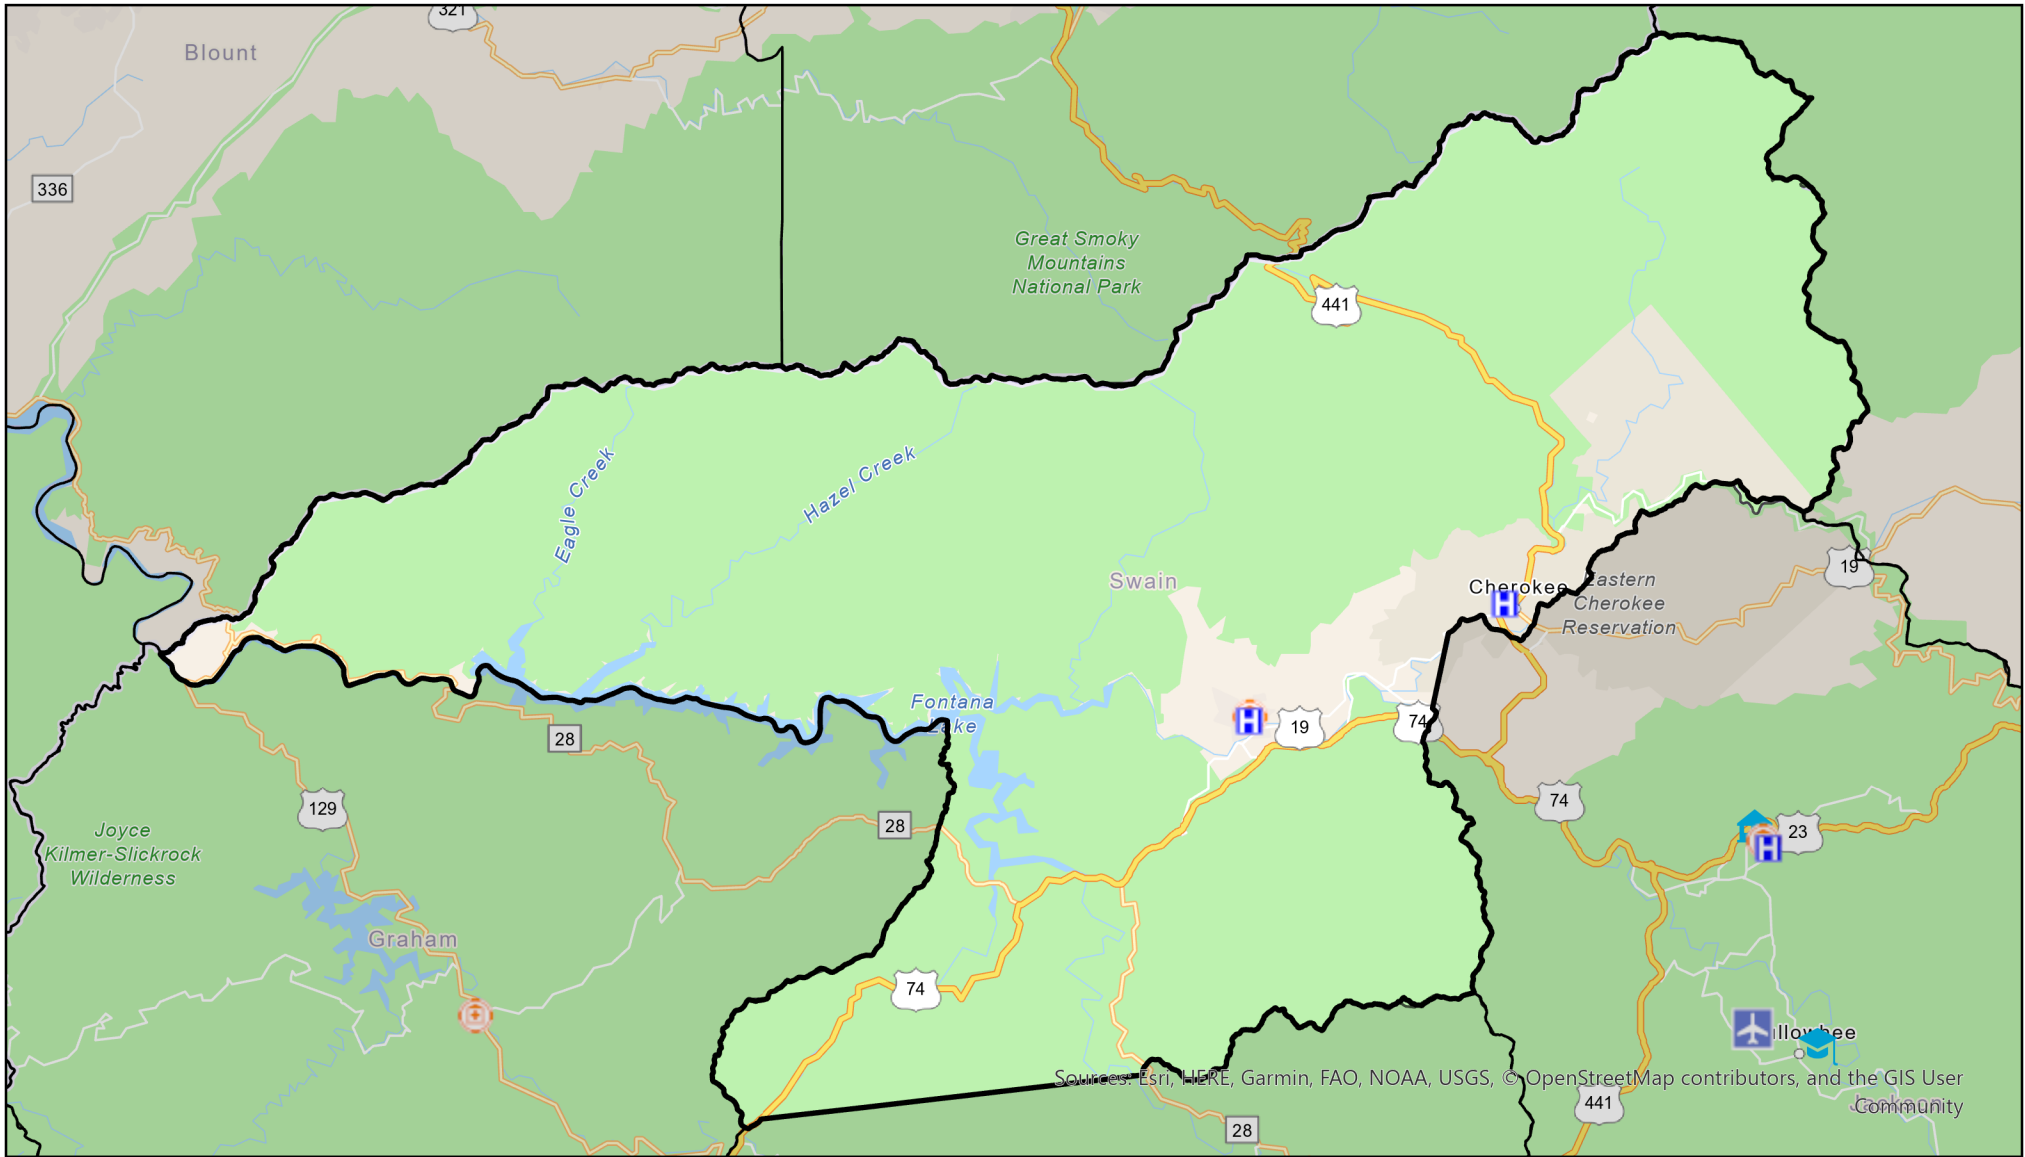 321
Blount
336
Great Smoky
Mountains
National Park
441
Eagle Creek
Hazel Creek
Swain
19
Cherokee
Eastern
Cherokee
Reservation
Fontana
Lake
19
74
28
129
28
74
23
Joyce
Kilmer-Slickrock
Wilderness
Graham
74
H
H
H
llowhee
Sources: Esri, HERE, Garmin, FAO, NOAA, USGS, © OpenStreetMap contributors, and the GIS User
Community
Jackson
441
28